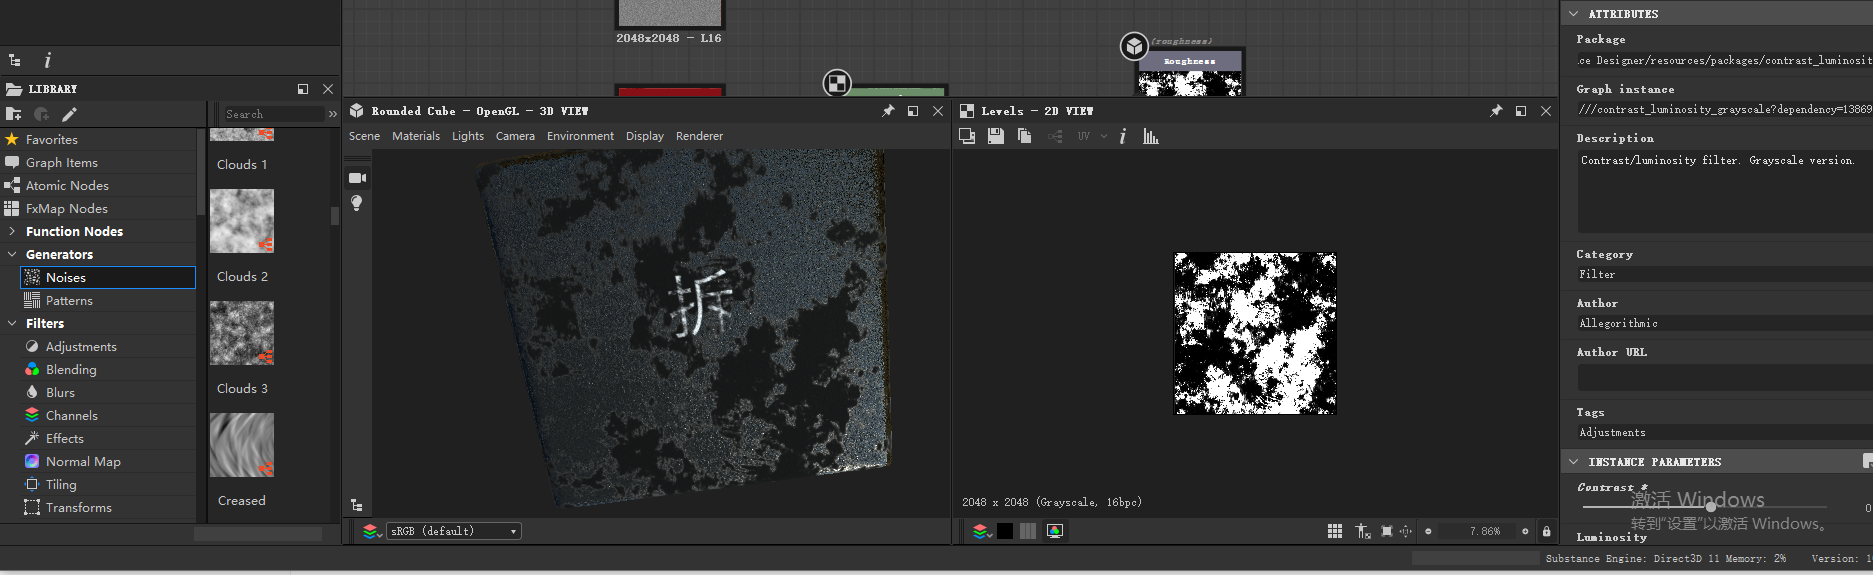 2048x2048 – L16
(roughness)
Roughness
LIBRARY
Search
Favorites
Graph Items
Atomic Nodes
FxMap Nodes
Function Nodes
Generators
Noises
Patterns
Filters
Adjustments
Blending
Blurs
Channels
Effects
Normal Map
Tiling
Transforms
Clouds 1
Clouds 2
Clouds 3
Creased
Rounded Cube – OpenGL – 3D VIEW
Scene Materials Lights Camera Environment Display Renderer
拆
sRGB (default)
Levels – 2D VIEW
UV
2048 x 2048 (Grayscale, 16bpc)
7.86%
ATTRIBUTES
Package
ce Designer/resources/packages/contrast_luminosit
Graph instance
///contrast_luminosity_grayscale?dependency=13869
Description
Contrast/luminosity filter. Grayscale version.
Category
Filter
Author
Allegorithmic
Author URL
Tags
Adjustments
INSTANCE PARAMETERS
Contrast *
0
Luminosity
激活 Windows
转到"设置"以激活 Windows。
Substance Engine: Direct3D 11 Memory: 2% Version: 1